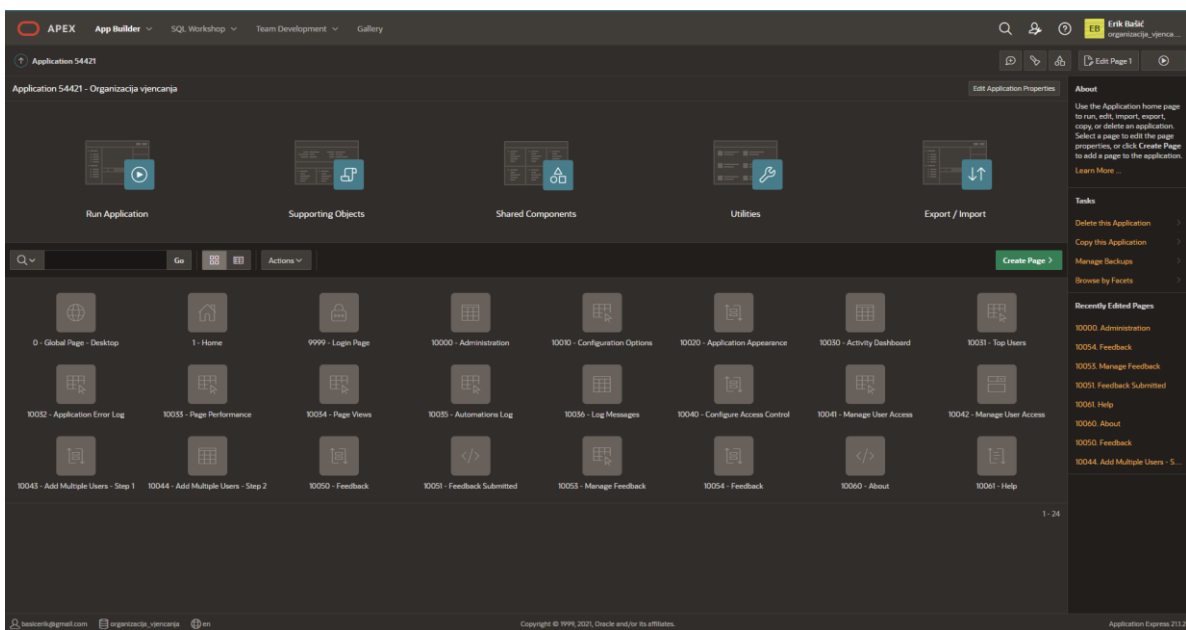 APEX App Builder SQL Workshop Team Development Gallery
EB Erik Bašić
organizacija_vjenca...
Application 54421
Edit Page 1
Application 54421 - Organizacija vjencanja
Edit Application Properties
Run Application
Supporting Objects
Shared Components
Utilities
Export / Import
Go
Actions
Create Page
0 - Global Page - Desktop
1 - Home
9999 - Login Page
10000 - Administration
10010 - Configuration Options
10020 - Application Appearance
10030 - Activity Dashboard
10031 - Top Users
10032 - Application Error Log
10033 - Page Performance
10034 - Page Views
10035 - Automations Log
10036 - Log Messages
10040 - Configure Access Control
10041 - Manage User Access
10042 - Manage User Access
10043 - Add Multiple Users - Step 1
10044 - Add Multiple Users - Step 2
10050 - Feedback
10051 - Feedback Submitted
10053 - Manage Feedback
10054 - Feedback
10060 - About
10061 - Help
1 - 24
About
Use the Application home page
to run, edit, import, export,
copy, or delete an application.
Select a page to edit the page
properties, or click Create Page
to add a page to the application.
Learn More ...
Tasks
Delete this Application
Copy this Application
Manage Backups
Browse by Facets
Recently Edited Pages
10000. Administration
10054. Feedback
10053. Manage Feedback
10051. Feedback Submitted
10061. Help
10060. About
10050. Feedback
10044. Add Multiple Users - S...
basicerik@gmail.com organizacija_vjencanja en
Copyright © 1999, 2021, Oracle and/or its affiliates.
Application Express 21.1.2